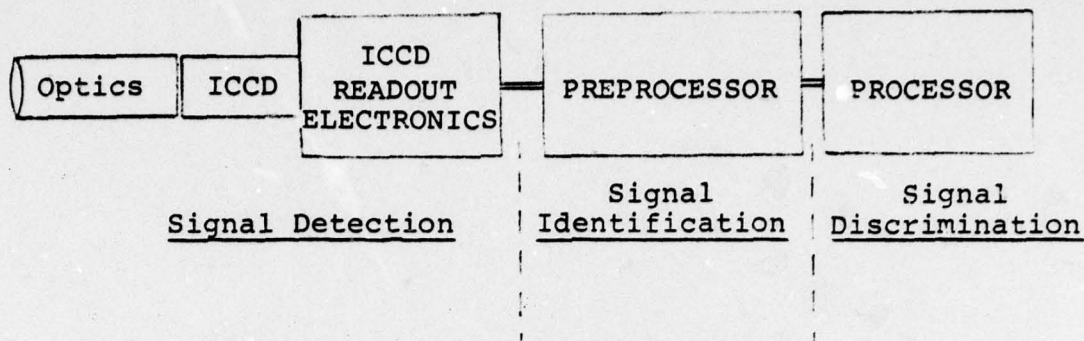 Optics
ICCD
ICCD
READOUT
ELECTRONICS
PREPROCESSOR
PROCESSOR
Signal Detection
Signal
Identification
Signal
Discrimination